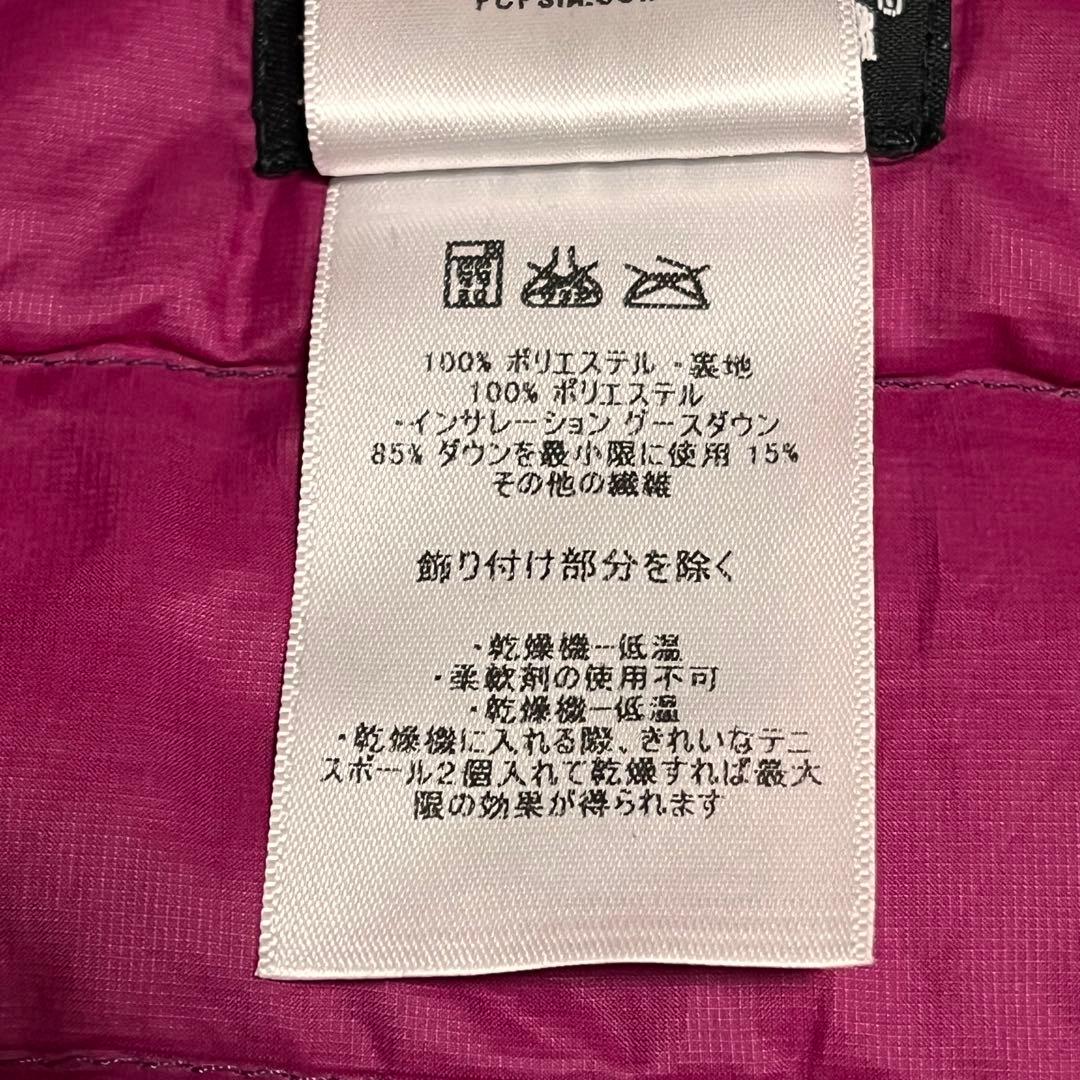 100% ポリエステル ・裏地
100% ポリエステル
・インサレーション グースダウン
85% ダウンを最小限に使用 15%
その他の繊維
飾り付け部分を除く
・乾燥機ー低温
・柔軟剤の使用不可
・乾燥機ー低温
・乾燥機に入れる際、きれいなテニ
スボール2個入れて乾燥すれば最大
限の効果が得られます